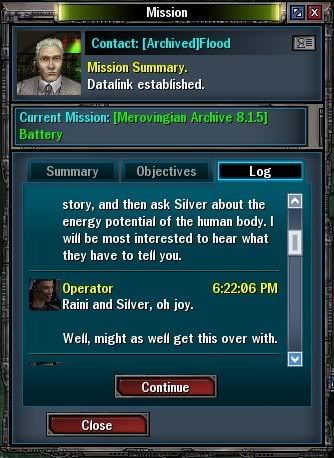 Mission
Contact: [Archived]Flood
Mission Summary.
Datalink established.
Current Mission: [Merovingian Archive 8.1.5]
Battery
Summary
Objectives
Log
story, and then ask Silver about the
energy potential of the human body. I
will be most interested to hear what
they have to tell you.
Operator 6:22:06 PM
Raini and Silver, oh joy.
Well, might as well get this over with.
Continue
Close